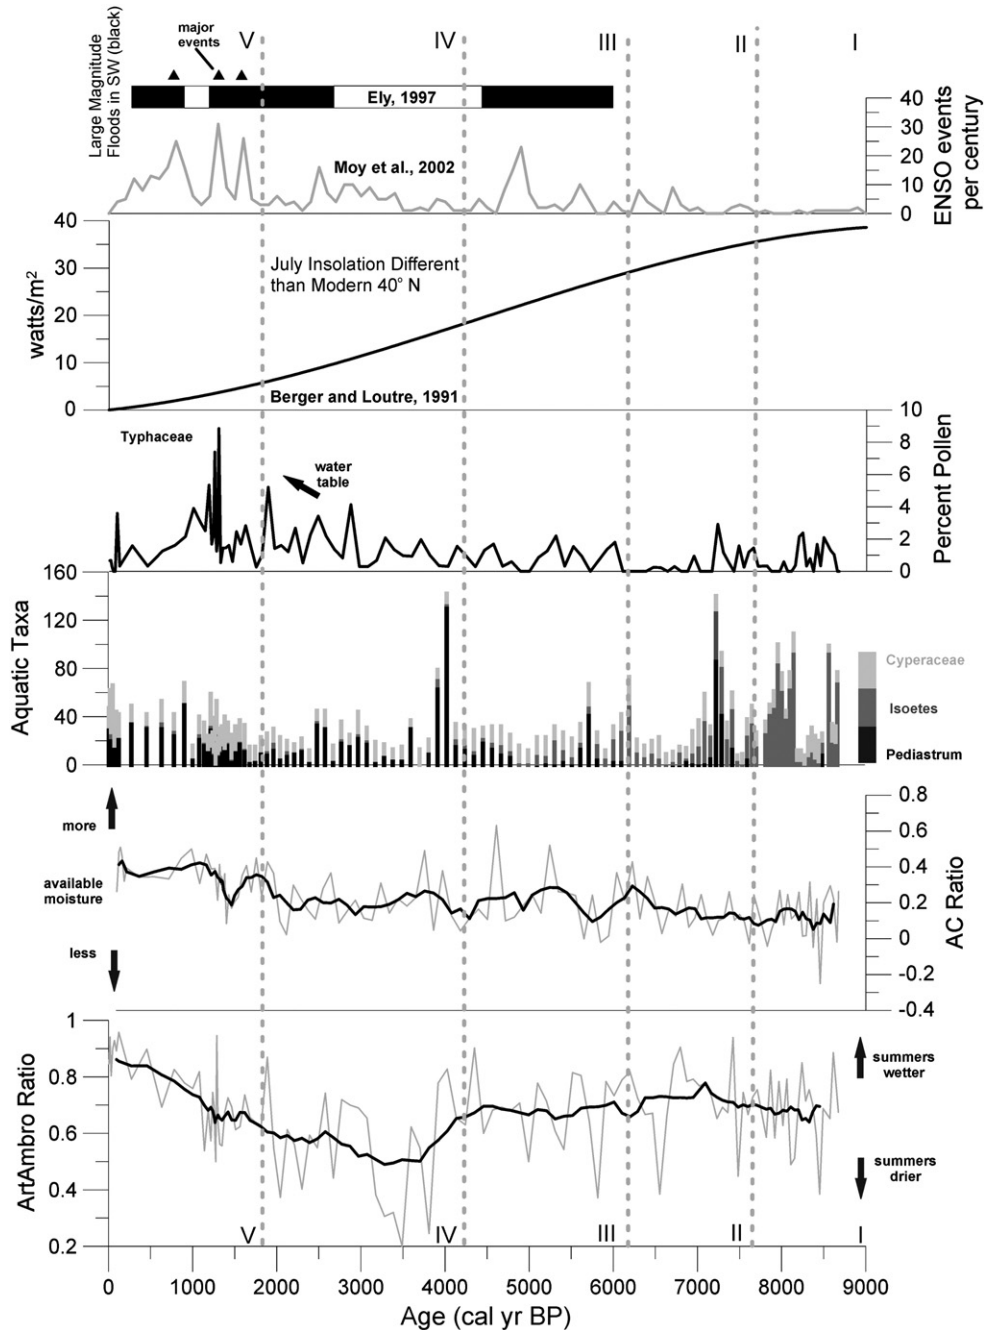 Large Magnitude
Floods in SW (black)
major
events
V
IV
III
II
I
Ely, 1997
Moy et al., 2002
40
30
20
10
0
ENSO events
per century
40
30
20
10
0
watts/m²
July Insolation Different
than Modern 40° N
Berger and Loutre, 1991
10
8
6
4
2
0
Percent Pollen
Typhaceae
water
table
160
120
80
40
0
Aquatic Taxa
Cyperaceae
Isoetes
Pediastrum
more
available
moisture
less
0.8
0.6
0.4
0.2
0
-0.2
-0.4
AC Ratio
1
0.8
0.6
0.4
0.2
ArtAmbro Ratio
summers
wetter
summers
drier
V
IV
III
II
I
0
1000
2000
3000
4000
5000
6000
7000
8000
9000
Age (cal yr BP)